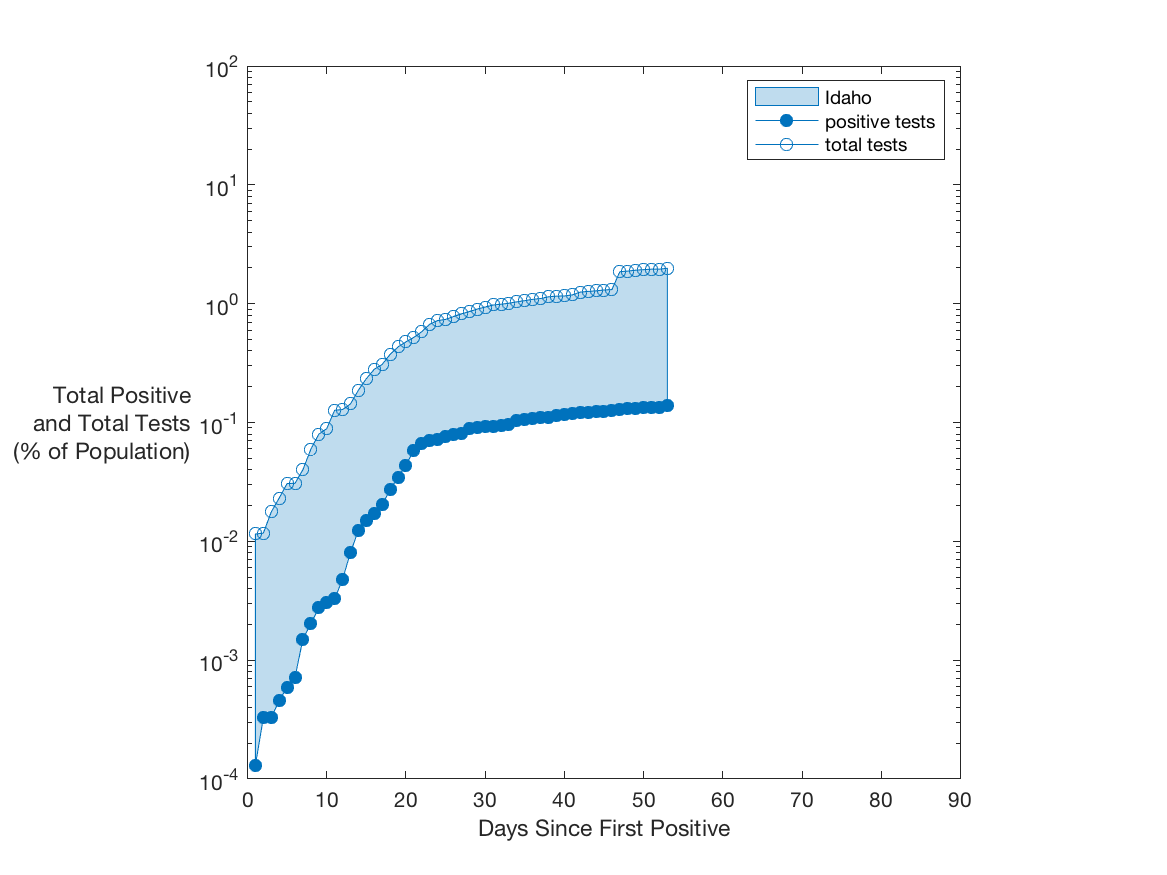 10^2
10^1
10^0
10^-1
10^-2
10^-3
10^-4
Total Positive
and Total Tests
(% of Population)
Idaho
positive tests
total tests
0 10 20 30 40 50 60 70 80 90
Days Since First Positive